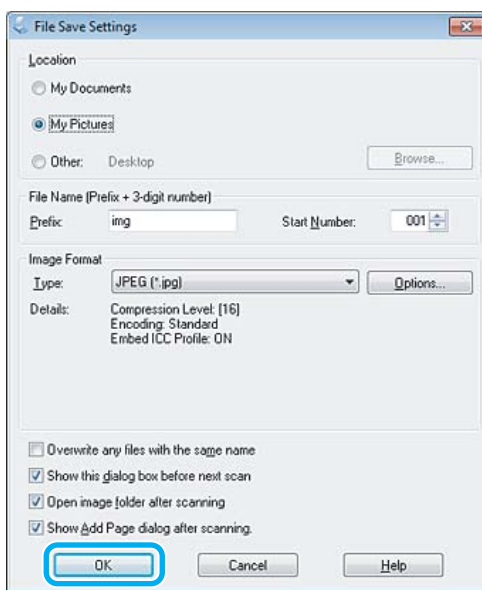 File Save Settings
Location
My Documents
My Pictures
Other: Desktop Browse...
File Name (Prefix + 3-digit number)
Prefix: img Start Number: 001
Image Format
Type: JPEG (*.jpg) Options...
Details: Compression Level: [16]
Encoding: Standard
Embed ICC Profile: ON
Overwrite any files with the same name
Show this dialog box before next scan
Open image folder after scanning
Show Add Page dialog after scanning.
OK Cancel Help